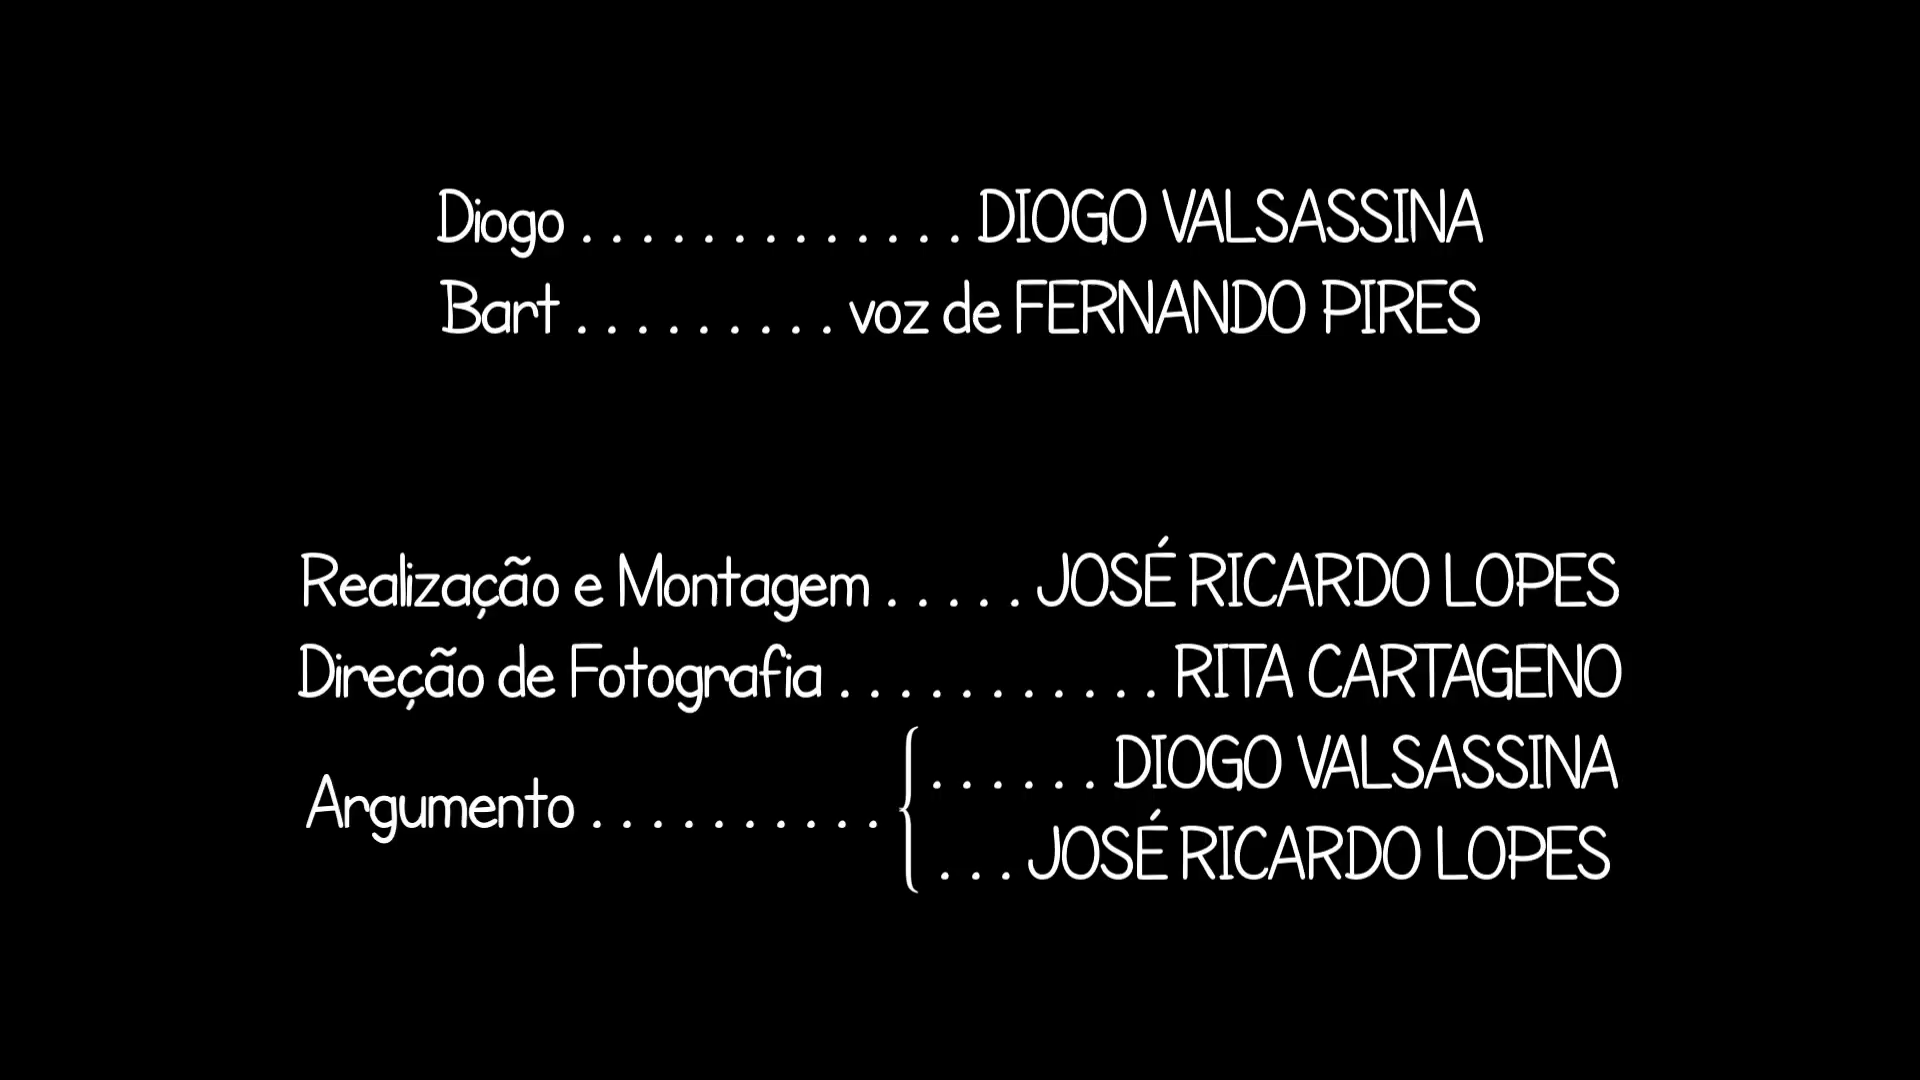 Diogo . . . . . . . . . . . . . DIOGO VALSASSINA
Bart . . . . . . . . . voz de FERNANDO PIRES
Realização e Montagem . . . . . JOSÉ RICARDO LOPES
Direção de Fotografia . . . . . . . . . . . RITA CARTAGENO
Argumento . . . . . . . . . . { . . . . . . DIOGO VALSASSINA
. . . JOSÉ RICARDO LOPES